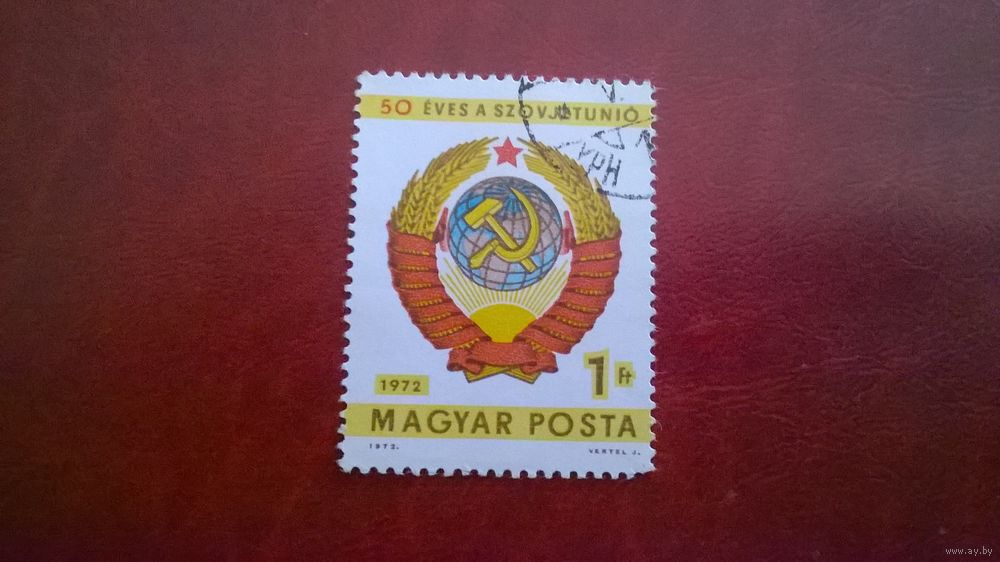 50 ÉVES A SZOVJETUNIÓ
1972
1 Ft
MAGYAR POSTA
1972.
VERTEL J.
www.ay.by